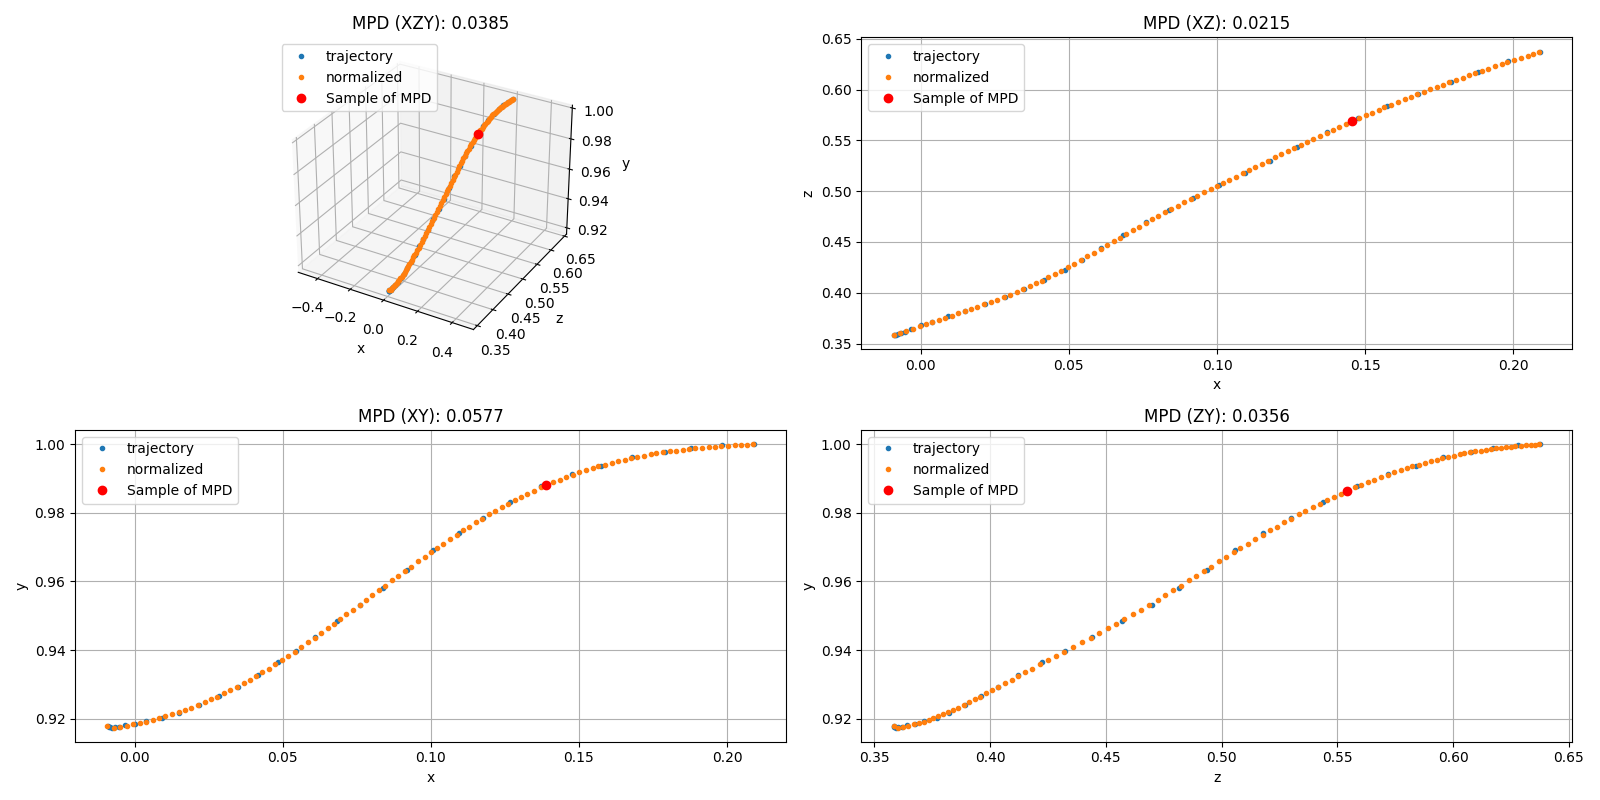 MPD (XZY): 0.0385
trajectory
normalized
Sample of MPD
1.00
0.98
y
0.96
0.94
0.92
0.65
0.60
0.55
0.50
0.45
z
0.40
0.35
−0.4
−0.2
0.0
0.2
0.4
x
MPD (XZ): 0.0215
trajectory
normalized
Sample of MPD
0.65
0.60
0.55
0.50
0.45
0.40
0.35
z
0.00 0.05 0.10 0.15 0.20
x
MPD (XY): 0.0577
trajectory
normalized
Sample of MPD
1.00
0.98
0.96
0.94
0.92
y
0.00 0.05 0.10 0.15 0.20
x
MPD (ZY): 0.0356
trajectory
normalized
Sample of MPD
1.00
0.98
0.96
0.94
0.92
y
0.35 0.40 0.45 0.50 0.55 0.60 0.65
z